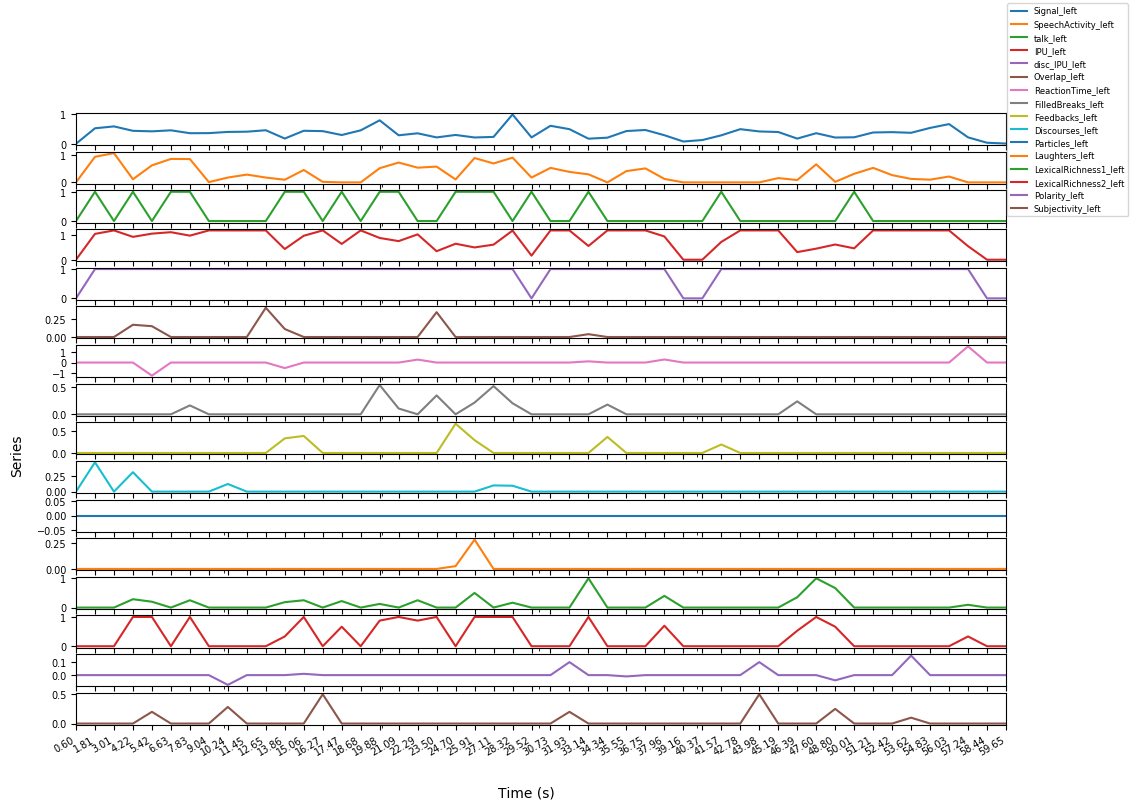 Signal_left
SpeechActivity_left
talk_left
IPU_left
disc_IPU_left
Overlap_left
ReactionTime_left
FilledBreaks_left
Feedbacks_left
Discourses_left
Particles_left
Laughters_left
LexicalRichness1_left
LexicalRichness2_left
Polarity_left
Subjectivity_left
1
0
1
0
1
0
1
0
1
0
0.25
0.00
1
0
−1
0.5
0.0
0.5
0.0
0.25
0.00
0.05
0.00
−0.05
0.25
0.00
1
0
1
0
0.1
0.0
0.5
0.0
Series
0.60 1.81 3.01 4.22 5.42 6.63 7.83 9.04 10.24 11.45 12.65 13.86 15.06 16.27 17.47 18.68 19.88 21.09 22.29 23.50 24.70 25.91 27.11 28.32 29.52 30.73 31.93 33.14 34.34 35.55 36.75 37.96 39.16 40.37 41.57 42.78 43.98 45.19 46.39 47.60 48.80 50.01 51.21 52.42 53.62 54.83 56.03 57.24 58.44 59.65
Time (s)